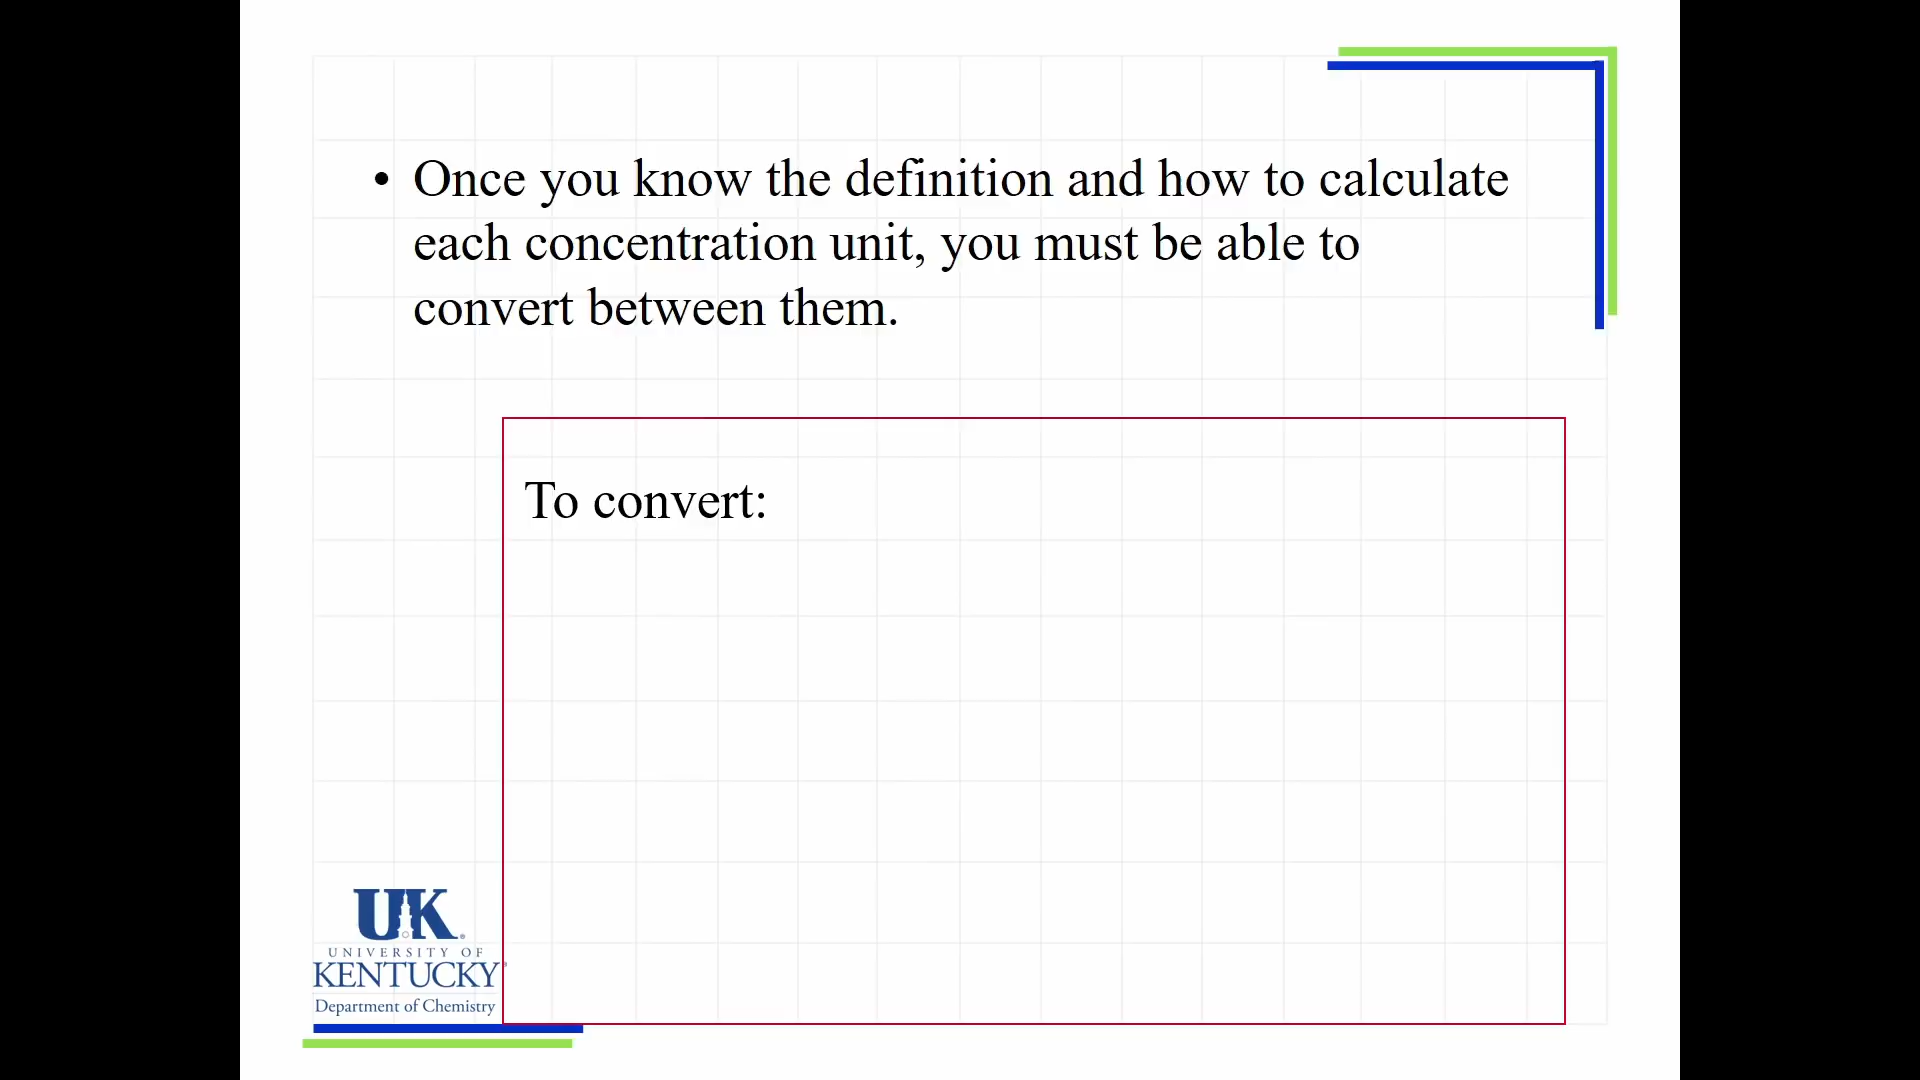 • Once you know the definition and how to calculate
each concentration unit, you must be able to
convert between them.
To convert:
UK®
UNIVERSITY OF
KENTUCKY
Department of Chemistry